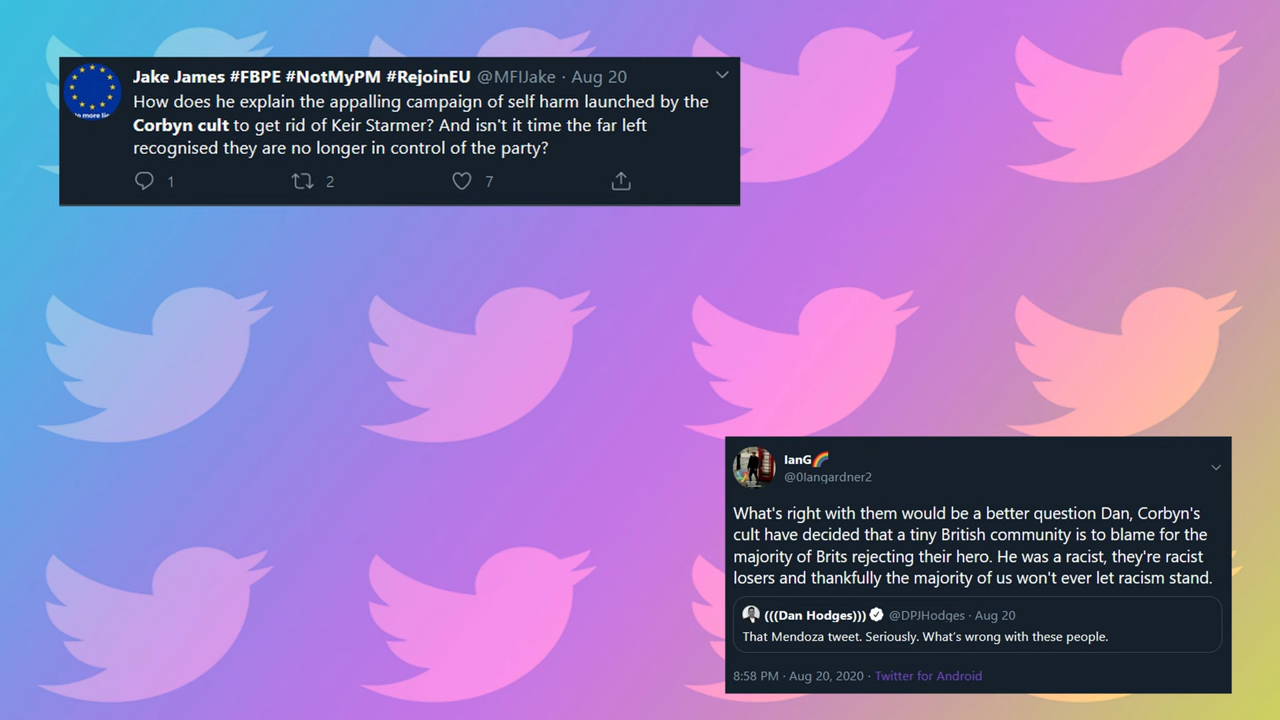 Jake James #FBPE #NotMyPM #RejoinEU @MFIJake · Aug 20
How does he explain the appalling campaign of self harm launched by the
Corbyn cult to get rid of Keir Starmer? And isn't it time the far left
recognised they are no longer in control of the party?
1 2 7
IanG🌈
@0Iangardner2
What's right with them would be a better question Dan, Corbyn's
cult have decided that a tiny British community is to blame for the
majority of Brits rejecting their hero. He was a racist, they're racist
losers and thankfully the majority of us won't ever let racism stand.
(((Dan Hodges))) @DPJHodges · Aug 20
That Mendoza tweet. Seriously. What's wrong with these people.
8:58 PM · Aug 20, 2020 · Twitter for Android